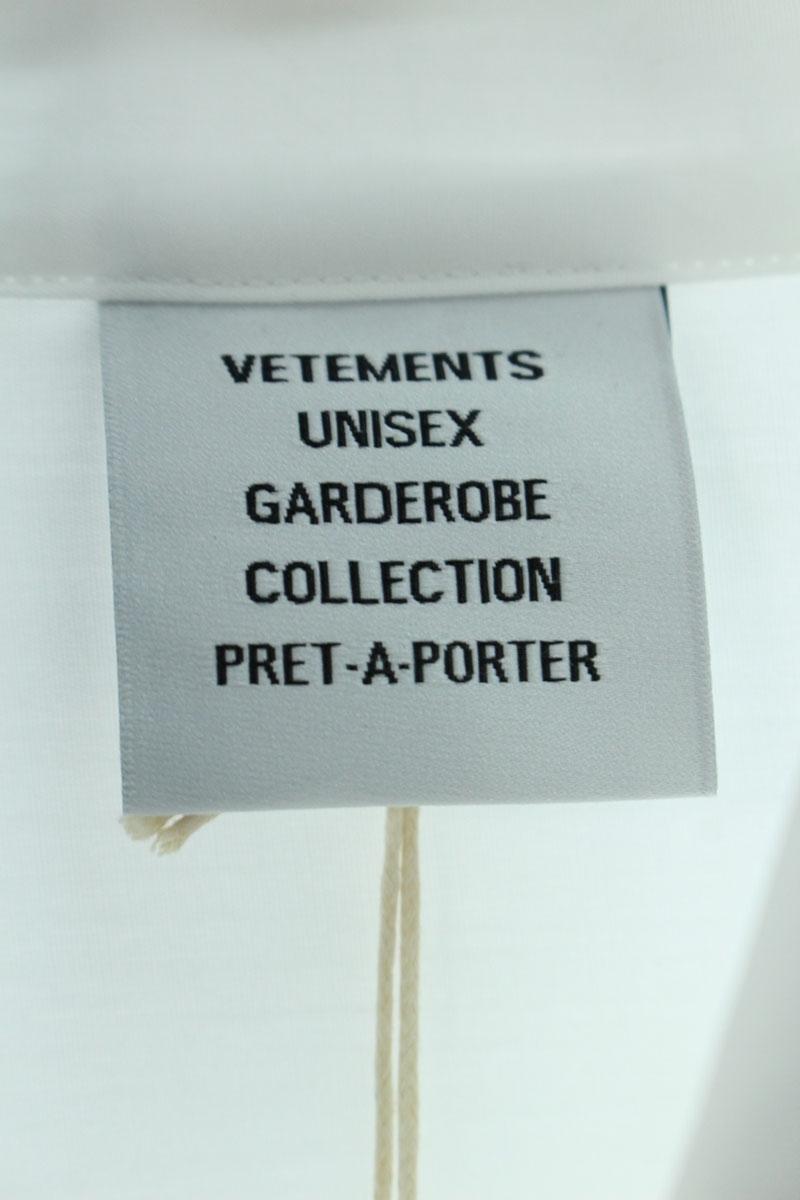 VETEMENTS
UNISEX
GARDEROBE
COLLECTION
PRET-A-PORTER